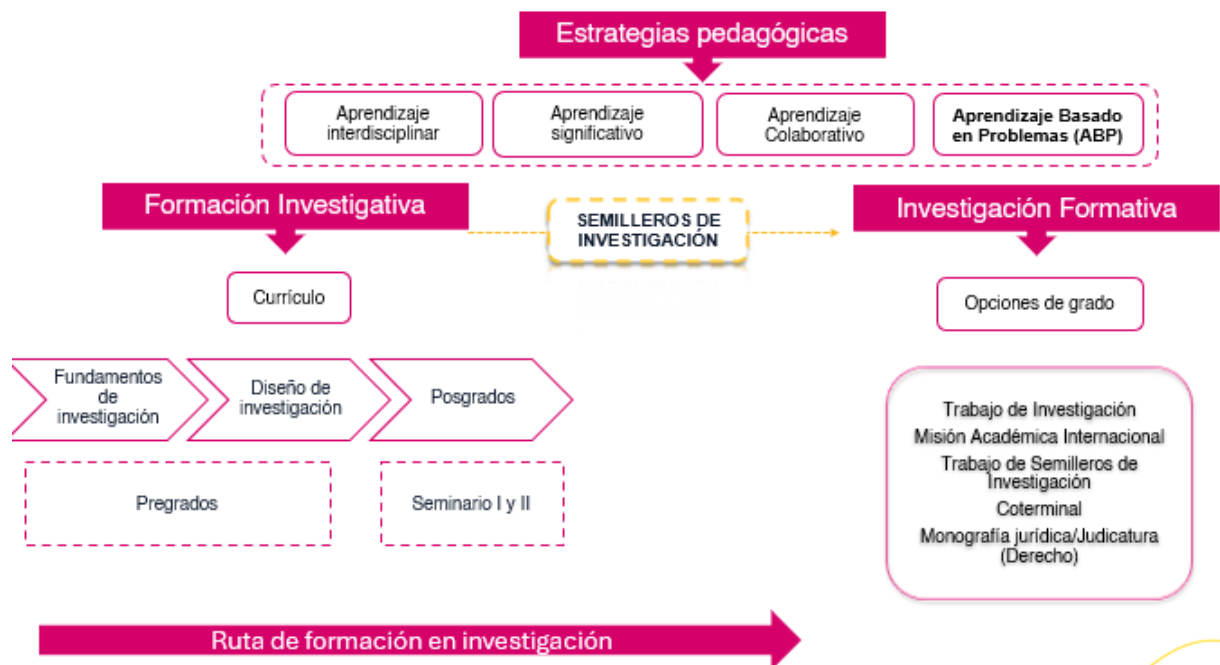 Estrategias pedagógicas
Aprendizaje
interdisciplinar
Aprendizaje
significativo
Aprendizaje
Colaborativo
Aprendizaje Basado
en Problemas (ABP)
Formación Investigativa
SEMILLEROS DE
INVESTIGACIÓN
Investigación Formativa
Currículo
Opciones de grado
Fundamentos
de
investigación
Diseño de
investigación
Posgrados
Pregrados
Seminario I y II
Trabajo de Investigación
Misión Académica Internacional
Trabajo de Semilleros de
Investigación
Coterminal
Monografía jurídica/Judicatura
(Derecho)
Ruta de formación en investigación